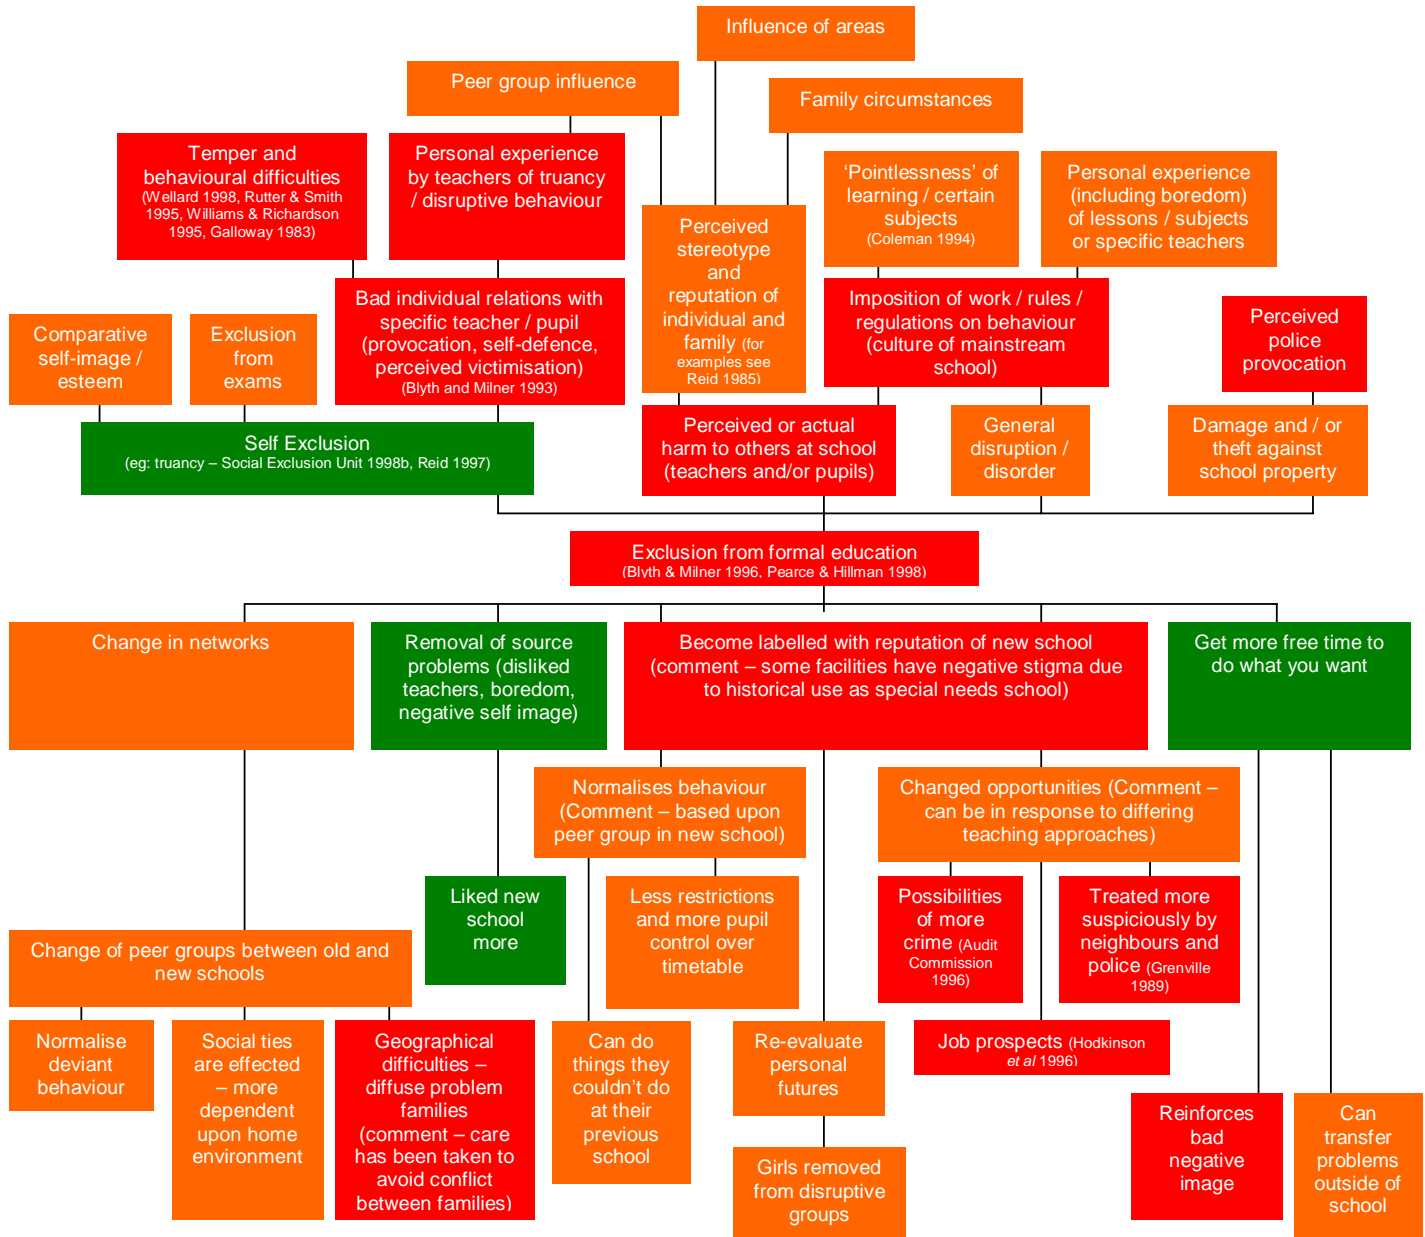 Influence of areas
Peer group influence
Family circumstances
Temper and
behavioural difficulties
(Wellard 1998, Rutter & Smith
1995, Williams & Richardson
1995, Galloway 1983)
Personal experience
by teachers of truancy
/ disruptive behaviour
‘Pointlessness’ of
learning / certain
subjects
(Coleman 1994)
Personal experience
(including boredom)
of lessons / subjects
or specific teachers
Perceived
stereotype
and
reputation of
individual and
family (for
examples see
Reid 1985)
Bad individual relations with
specific teacher / pupil
(provocation, self-defence,
perceived victimisation)
(Blyth and Milner 1993)
Imposition of work / rules /
regulations on behaviour
(culture of mainstream
school)
Perceived
police
provocation
Comparative
self-image /
esteem
Exclusion
from
exams
Self Exclusion
(eg: truancy – Social Exclusion Unit 1998b, Reid 1997)
Perceived or actual
harm to others at school
(teachers and/or pupils)
General
disruption /
disorder
Damage and / or
theft against
school property
Exclusion from formal education
(Blyth & Milner 1996, Pearce & Hillman 1998)
Change in networks
Removal of source
problems (disliked
teachers, boredom,
negative self image)
Become labelled with reputation of new school
(comment – some facilities have negative stigma due
to historical use as special needs school)
Get more free time to
do what you want
Normalises behaviour
(Comment – based upon
peer group in new school)
Changed opportunities (Comment –
can be in response to differing
teaching approaches)
Liked new
school
more
Less restrictions
and more pupil
control over
timetable
Possibilities
of more
crime (Audit
Commission
1996)
Treated more
suspiciously by
neighbours and
police (Grenville
1989)
Change of peer groups between old and
new schools
Normalise
deviant
behaviour
Social ties
are effected
– more
dependent
upon home
environment
Geographical
difficulties –
diffuse problem
families
(comment – care
has been taken to
avoid conflict
between families)
Can do
things they
couldn’t do
at their
previous
school
Re-evaluate
personal
futures
Job prospects (Hodkinson
et al 1996)
Girls removed
from disruptive
groups
Reinforces
bad
negative
image
Can
transfer
problems
outside of
school